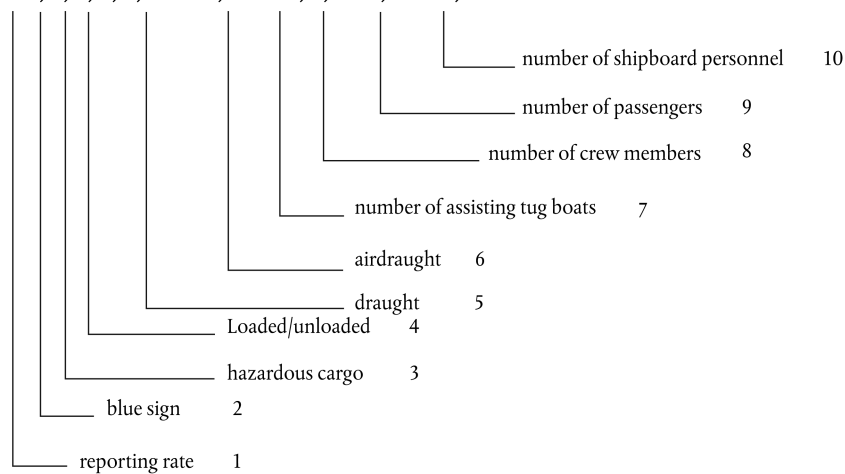 number of shipboard personnel 10
number of passengers 9
number of crew members 8
number of assisting tug boats 7
airdraught 6
draught 5
Loaded/unloaded 4
hazardous cargo 3
blue sign 2
reporting rate 1